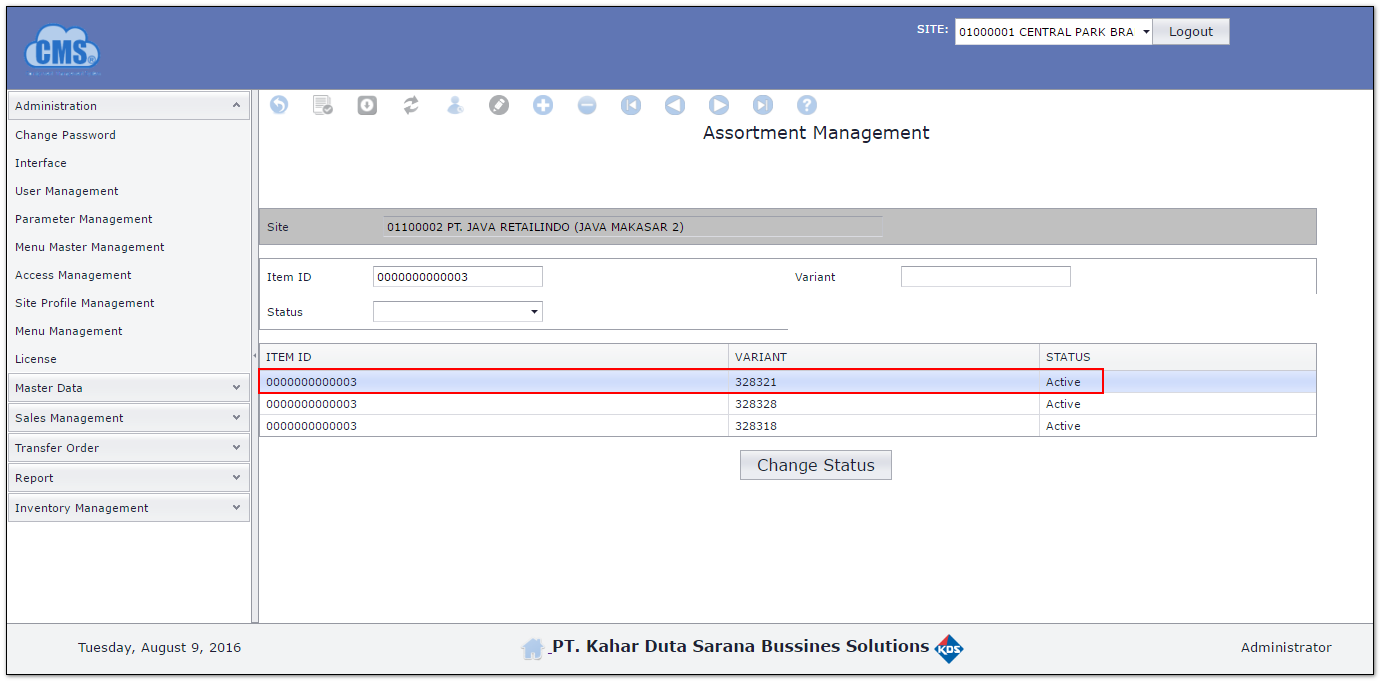 SITE: 01000001 CENTRAL PARK BRA Logout
CMS
Administration
Change Password
Interface
User Management
Parameter Management
Menu Master Management
Access Management
Site Profile Management
Menu Management
License
Master Data
Sales Management
Transfer Order
Report
Inventory Management
Assortment Management
Site 01100002 PT. JAVA RETAILINDO (JAVA MAKASAR 2)
Item ID 0000000000003 Variant
Status
ITEM ID VARIANT STATUS
0000000000003 328321 Active
0000000000003 328328 Active
0000000000003 328318 Active
Change Status
Tuesday, August 9, 2016 PT. Kahar Duta Sarana Bussines Solutions KDS Administrator